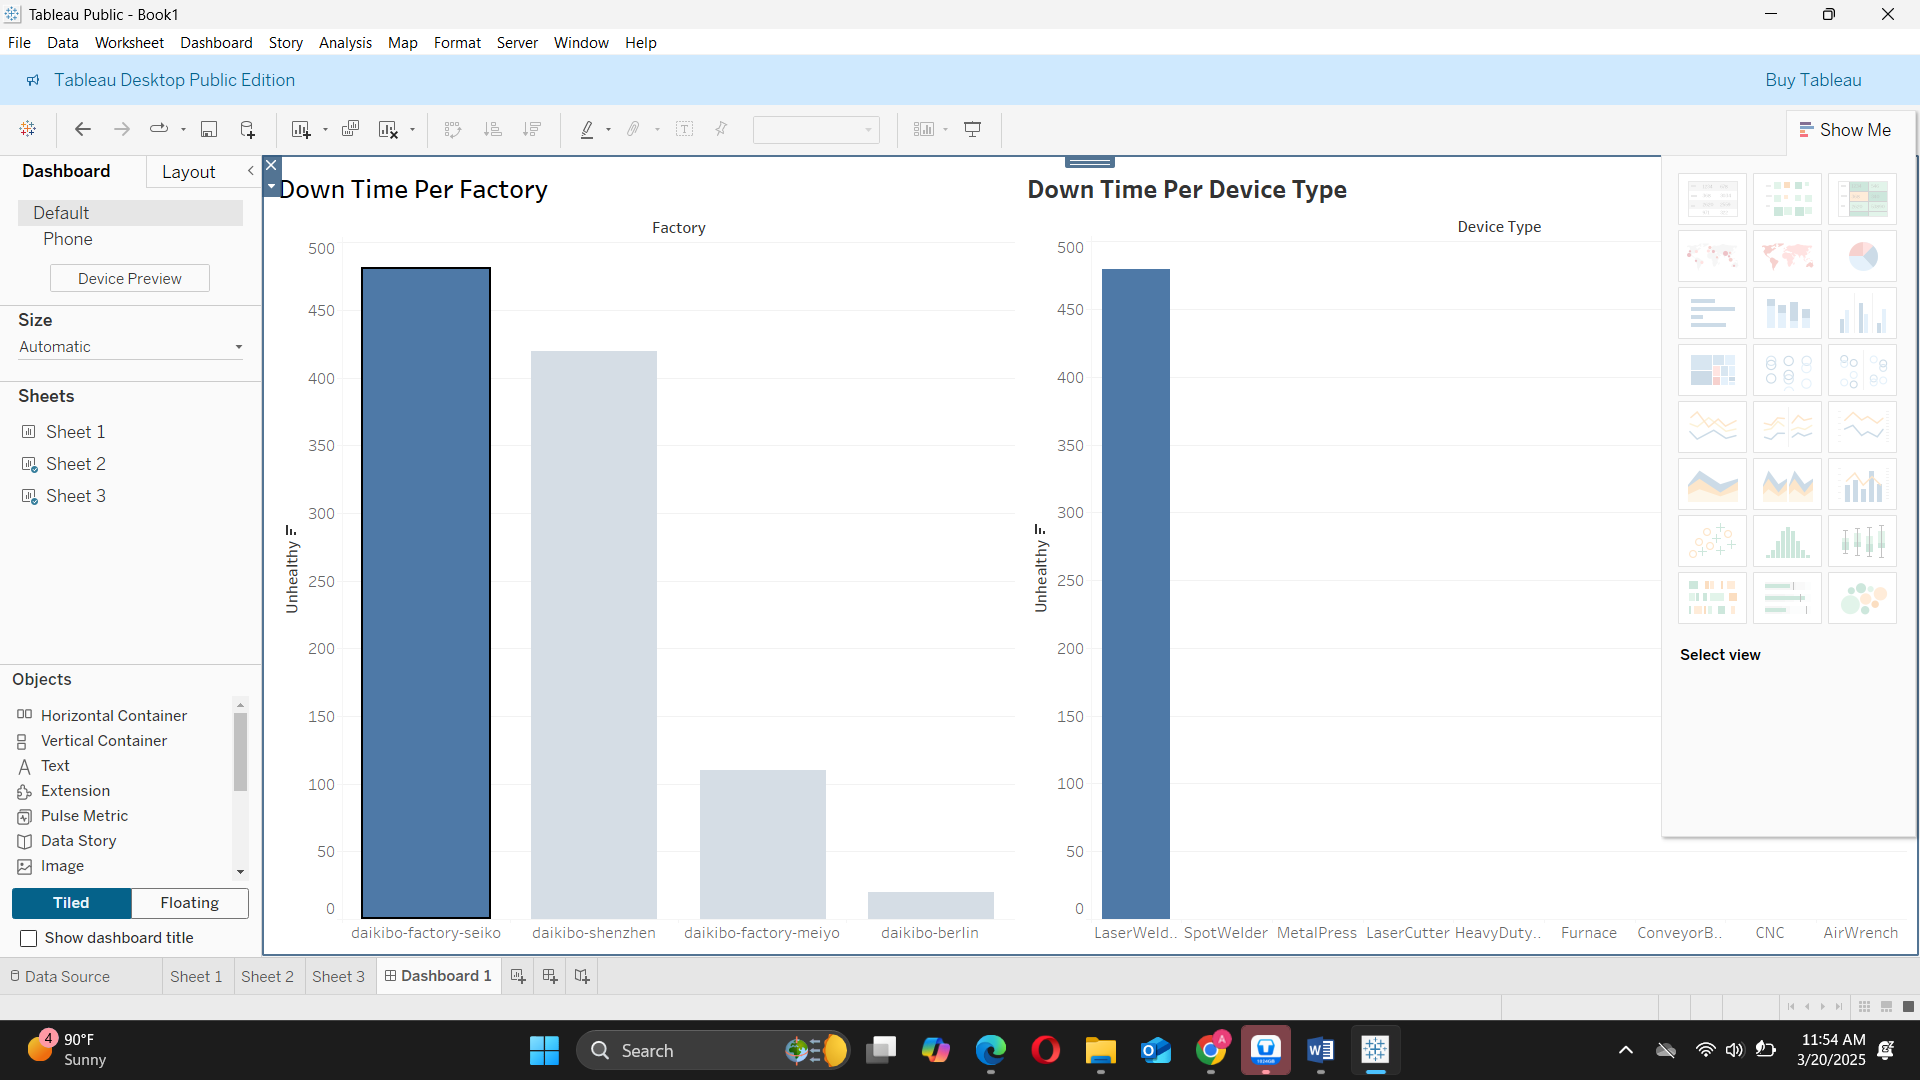 Tableau Public - Book1
File Data Worksheet Dashboard Story Analysis Map Format Server Window Help
Tableau Desktop Public Edition
Buy Tableau
Show Me
Dashboard
Layout
Default
Phone
Device Preview
Size
Automatic
Sheets
Sheet 1
Sheet 2
Sheet 3
Objects
Horizontal Container
Vertical Container
Text
Extension
Pulse Metric
Data Story
Image
Tiled
Floating
Show dashboard title
Down Time Per Factory
Factory
500
450
400
350
300
250
200
150
100
50
0
Unhealthy
daikibo-factory-seiko
daikibo-shenzhen
daikibo-factory-meiyo
daikibo-berlin
Down Time Per Device Type
Device Type
500
450
400
350
300
250
200
150
100
50
0
Unhealthy
LaserWeld..
SpotWelder
MetalPress
LaserCutter
HeavyDuty..
Furnace
ConveyorB..
CNC
AirWrench
Select view
Data Source
Sheet 1
Sheet 2
Sheet 3
Dashboard 1
4
90°F
Sunny
Search
A
11:54 AM
3/20/2025